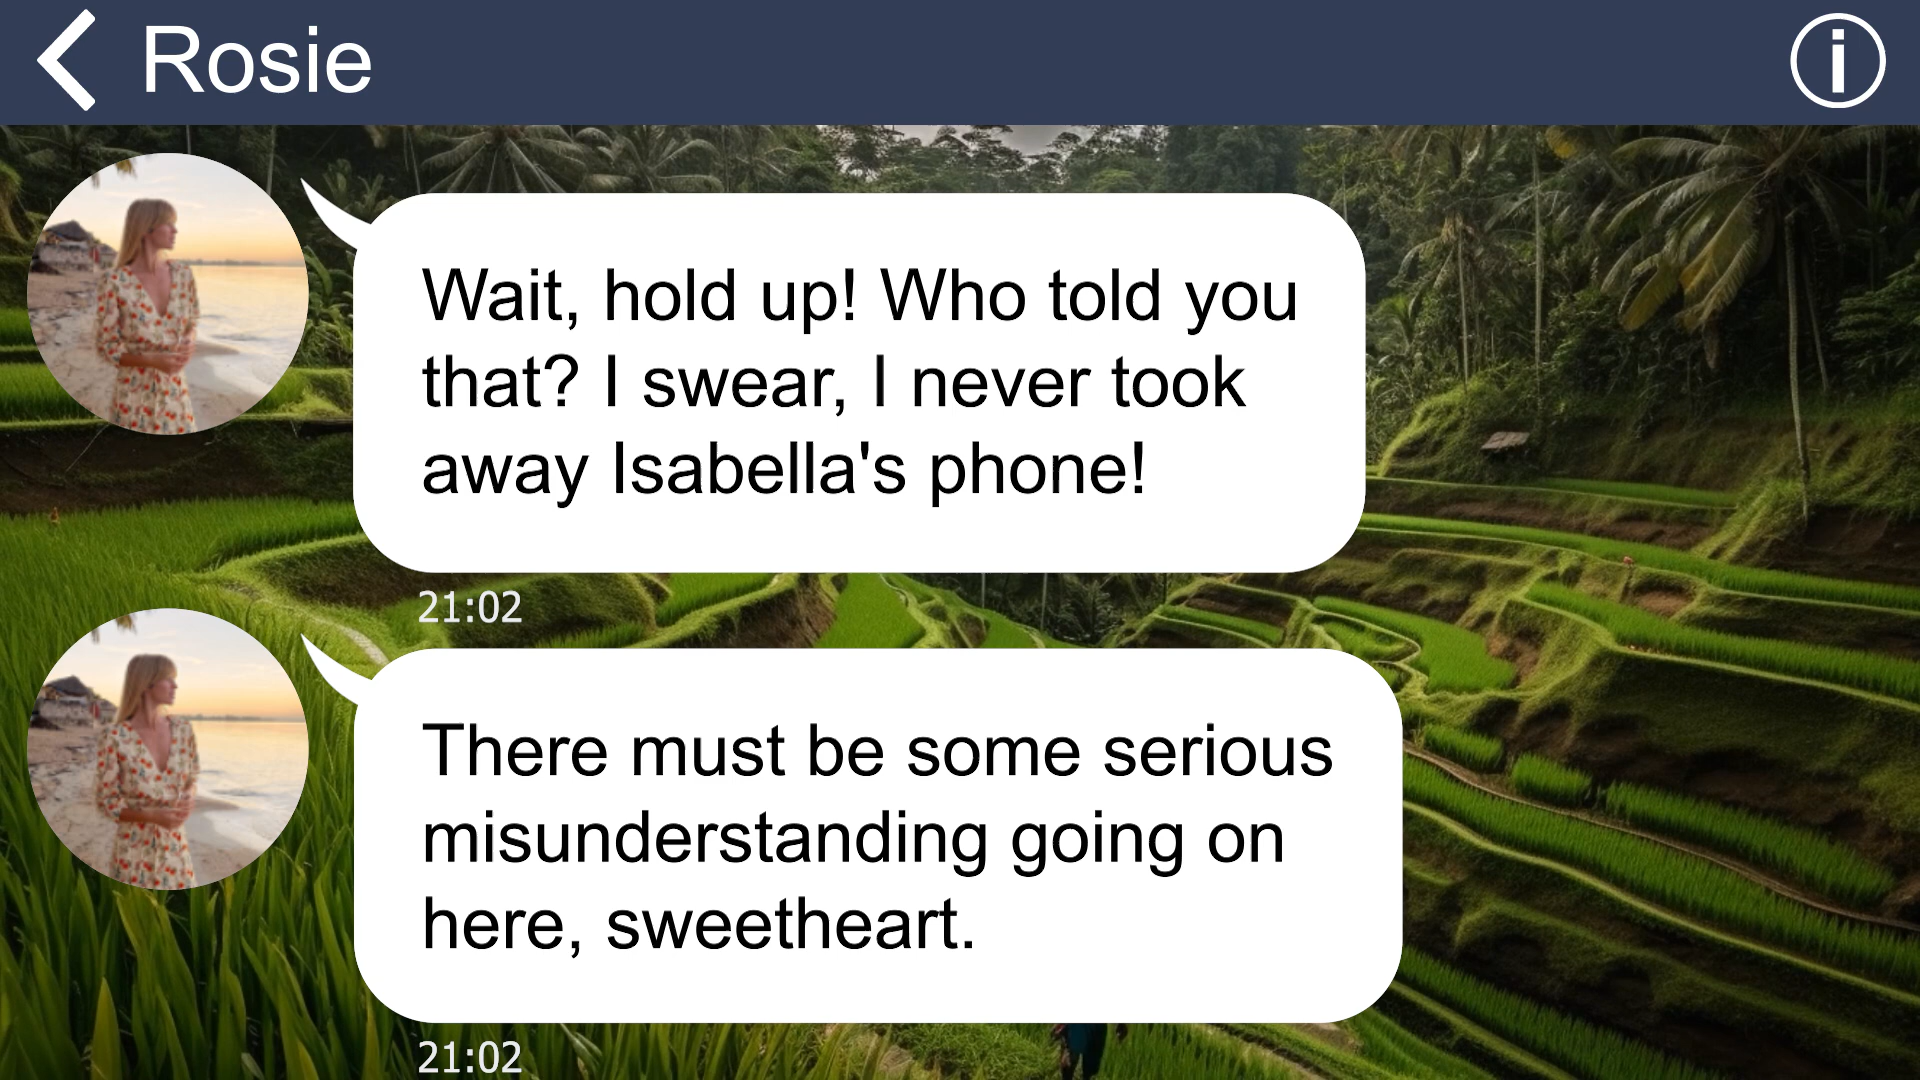 Rosie
Wait, hold up! Who told you
that? I swear, I never took
away Isabella's phone!
21:02
There must be some serious
misunderstanding going on
here, sweetheart.
21:02